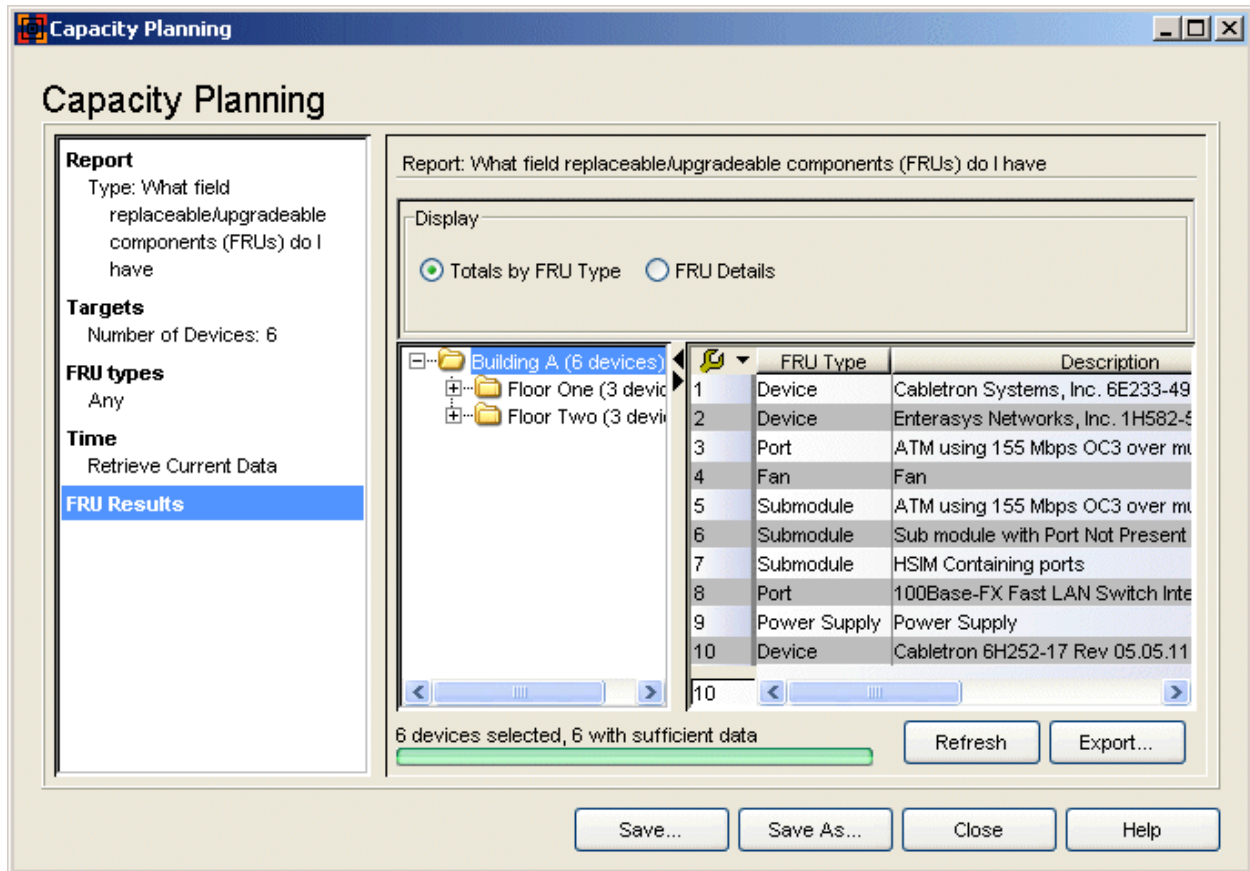 Capacity Planning
Capacity Planning
Report
Type: What field
replaceable/upgradeable
components (FRUs) do I
have
Targets
Number of Devices: 6
FRU types
Any
Time
Retrieve Current Data
FRU Results
Report: What field replaceable/upgradeable components (FRUs) do I have
Display
Totals by FRU Type FRU Details
Building A (6 devices)
Floor One (3 devic
Floor Two (3 devi
FRU Type Description
1 Device Cabletron Systems, Inc. 6E233-49
2 Device Enterasys Networks, Inc. 1H582-5
3 Port ATM using 155 Mbps OC3 over mu
4 Fan Fan
5 Submodule ATM using 155 Mbps OC3 over mu
6 Submodule Sub module with Port Not Present
7 Submodule HSIM Containing ports
8 Port 100Base-FX Fast LAN Switch Inte
9 Power Supply Power Supply
10 Device Cabletron 6H252-17 Rev 05.05.11
10
6 devices selected, 6 with sufficient data
Refresh Export...
Save... Save As... Close Help